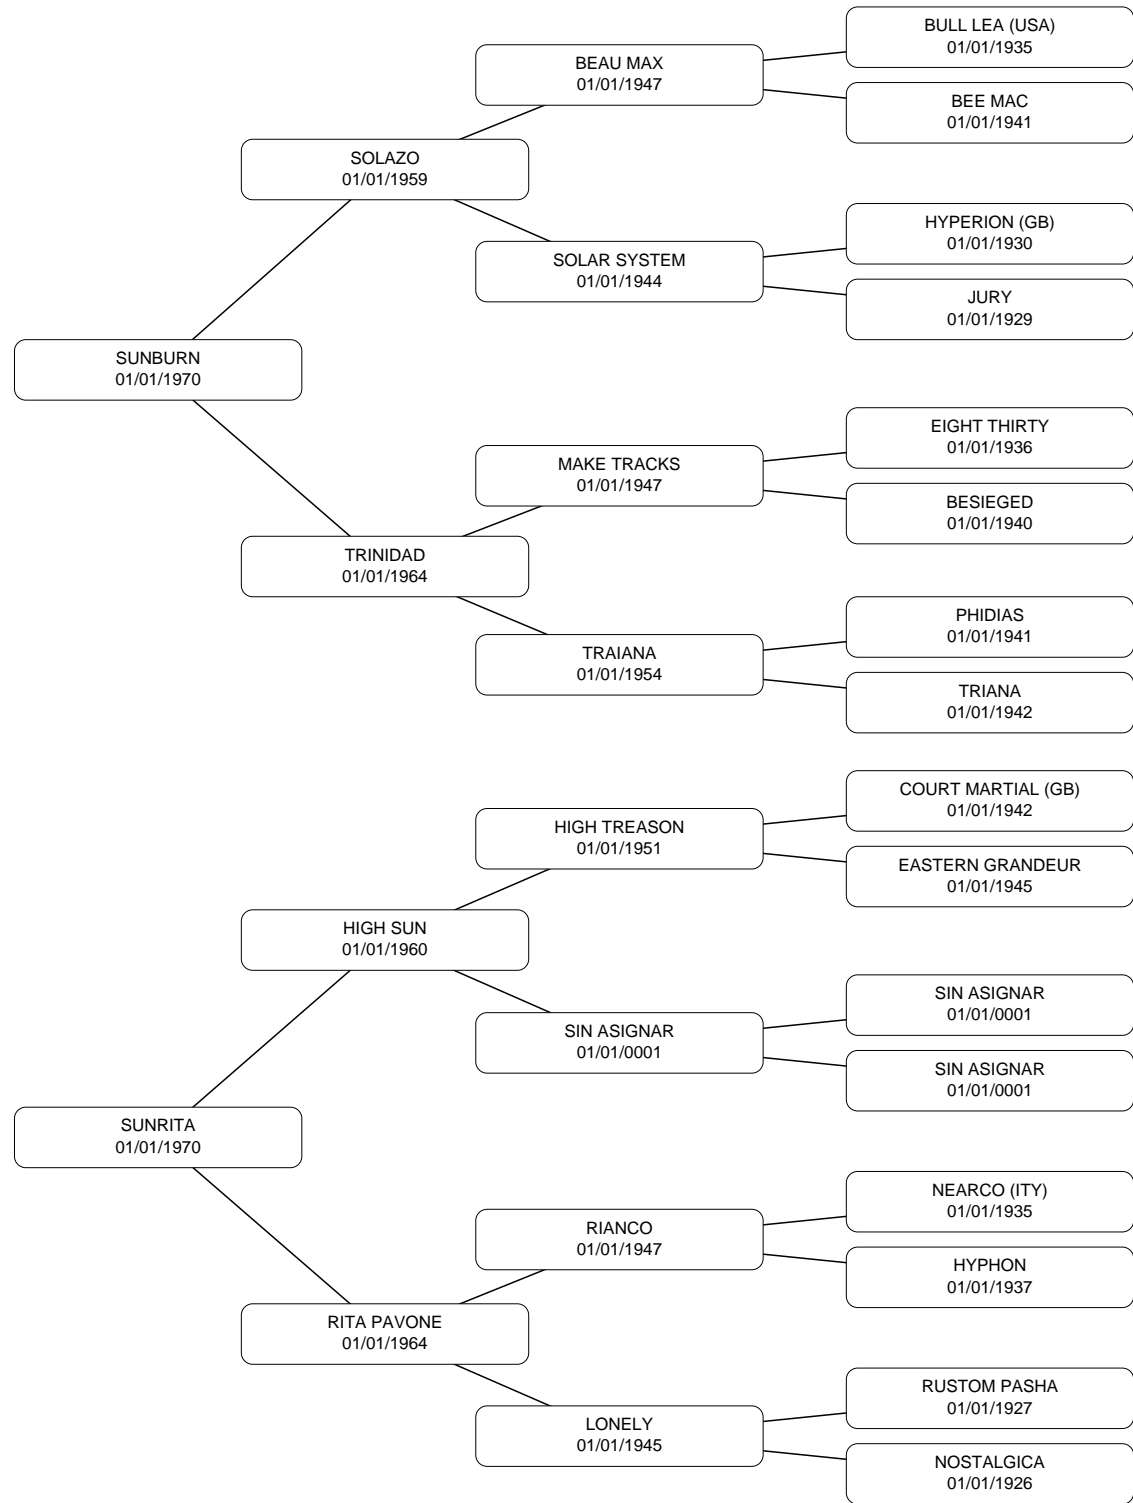 BULL LEA (USA)
01/01/1935
BEAU MAX
01/01/1947
BEE MAC
01/01/1941
SOLAZO
01/01/1959
HYPERION (GB)
01/01/1930
SOLAR SYSTEM
01/01/1944
JURY
01/01/1929
SUNBURN
01/01/1970
EIGHT THIRTY
01/01/1936
MAKE TRACKS
01/01/1947
BESIEGED
01/01/1940
TRINIDAD
01/01/1964
PHIDIAS
01/01/1941
TRAIANA
01/01/1954
TRIANA
01/01/1942
COURT MARTIAL (GB)
01/01/1942
HIGH TREASON
01/01/1951
EASTERN GRANDEUR
01/01/1945
HIGH SUN
01/01/1960
SIN ASIGNAR
01/01/0001
SIN ASIGNAR
01/01/0001
SIN ASIGNAR
01/01/0001
SUNRITA
01/01/1970
NEARCO (ITY)
01/01/1935
RIANCO
01/01/1947
HYPHON
01/01/1937
RITA PAVONE
01/01/1964
RUSTOM PASHA
01/01/1927
LONELY
01/01/1945
NOSTALGICA
01/01/1926